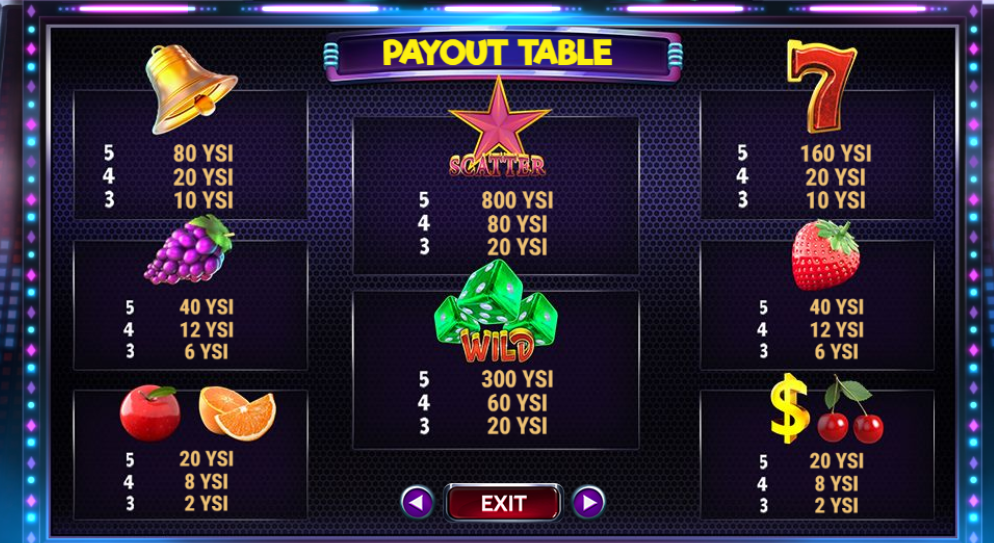 PAYOUT TABLE
5 80 YSI
4 20 YSI
3 10 YSI
SCATTER
5 800 YSI
4 80 YSI
3 20 YSI
7
5 160 YSI
4 20 YSI
3 10 YSI
5 40 YSI
4 12 YSI
3 6 YSI
WILD
5 300 YSI
4 60 YSI
3 20 YSI
5 40 YSI
4 12 YSI
3 6 YSI
5 20 YSI
4 8 YSI
3 2 YSI
$
5 20 YSI
4 8 YSI
3 2 YSI
EXIT